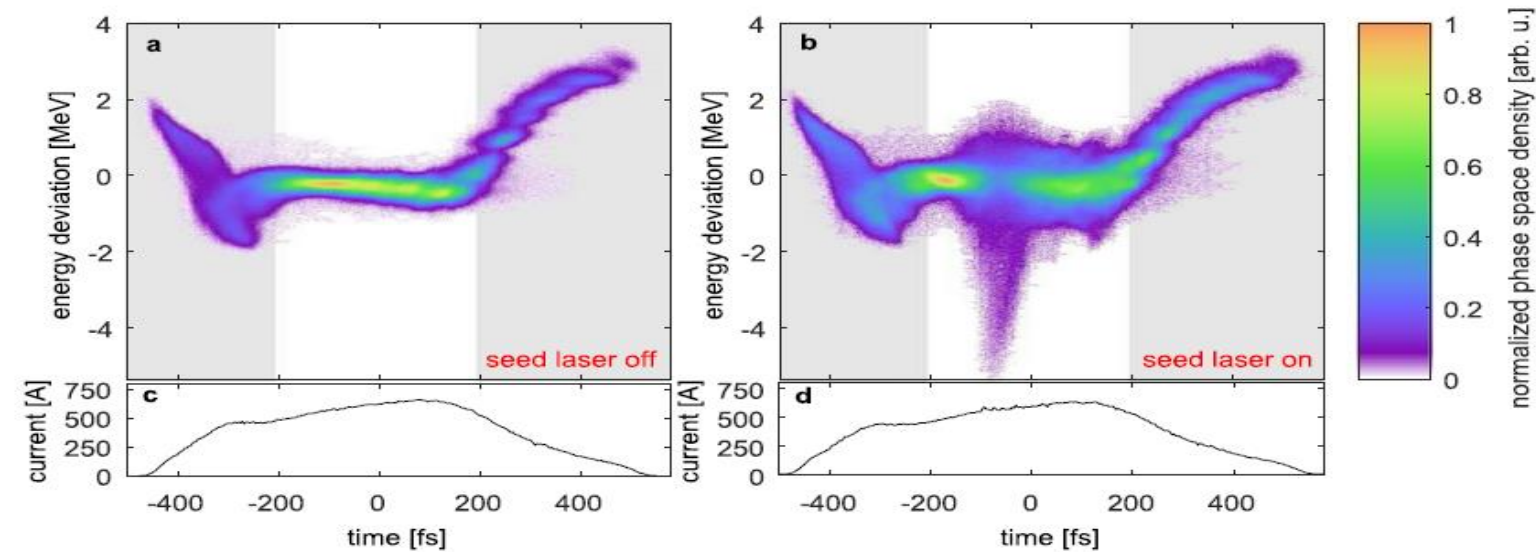 a
4
2
0
-2
-4
energy deviation [MeV]
seed laser off
b
4
2
0
-2
-4
energy deviation [MeV]
seed laser on
1
0.8
0.6
0.4
0.2
0
normalized phase space density [arb. u.]
c
750
500
250
0
current [A]
-400 -200 0 200 400
time [fs]
d
750
500
250
0
current [A]
-400 -200 0 200 400
time [fs]